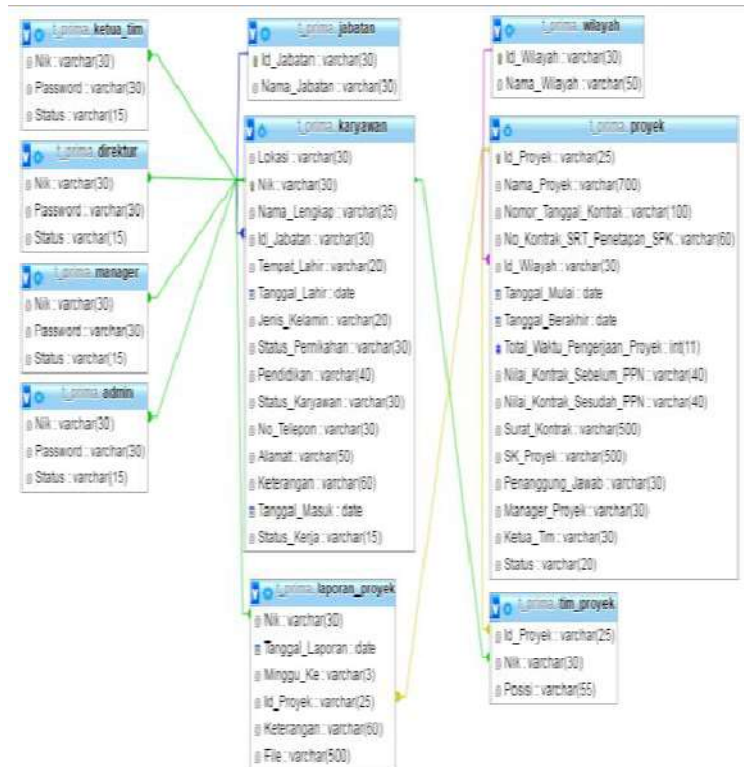 t_prima ketua_tim
Nik : varchar(30)
Password : varchar(30)
Status : varchar(15)
t_prima direktur
Nik : varchar(30)
Password : varchar(30)
Status : varchar(15)
t_prima manager
Nik : varchar(30)
Password : varchar(30)
Status : varchar(15)
t_prima admin
Nik : varchar(30)
Password : varchar(30)
Status : varchar(15)
t_prima jabatan
Id_Jabatan : varchar(30)
Nama_Jabatan : varchar(30)
t_prima karyawan
Lokasi : varchar(30)
Nik : varchar(30)
Nama_Lengkap : varchar(35)
Id_Jabatan : varchar(30)
Tempat_Lahir : varchar(20)
Tanggal_Lahir : date
Jenis_Kelamin : varchar(20)
Status_Pernikahan : varchar(30)
Pendidikan : varchar(40)
Status_Karyawan : varchar(30)
No_Telepon : varchar(30)
Alamat : varchar(50)
Keterangan : varchar(60)
Tanggal_Masuk : date
Status_Kerja : varchar(15)
t_prima laporan_proyek
Nik : varchar(30)
Tanggal_Laporan : date
Minggu_Ke : varchar(3)
Id_Proyek : varchar(25)
Keterangan : varchar(60)
File : varchar(500)
t_prima wilayah
Id_Wilayah : varchar(30)
Nama_Wilayah : varchar(50)
t_prima proyek
Id_Proyek : varchar(25)
Nama_Proyek : varchar(700)
Nomor_Tanggal_Kontrak : varchar(100)
No_Kontrak_SRT_Penetapan_SPK : varchar(60)
Id_Wilayah : varchar(30)
Tanggal_Mulai : date
Tanggal_Berakhir : date
Total_Waktu_Pengerjaan_Proyek : int(11)
Nilai_Kontrak_Sebelum_PPN : varchar(40)
Nilai_Kontrak_Sesudah_PPN : varchar(40)
Surat_Kontrak : varchar(500)
SK_Proyek : varchar(500)
Penanggung_Jawab : varchar(30)
Manager_Proyek : varchar(30)
Ketua_Tim : varchar(30)
Status : varchar(20)
t_prima tim_proyek
Id_Proyek : varchar(25)
Nik : varchar(30)
Posisi : varchar(55)